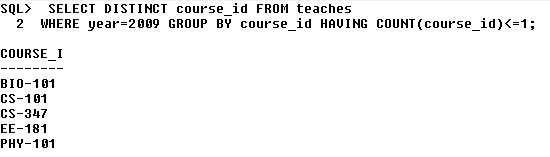 SQL>  SELECT DISTINCT course_id FROM teaches
  2  WHERE year=2009 GROUP BY course_id HAVING COUNT(course_id)<=1;
COURSE_I
--------
BIO-101
CS-101
CS-347
EE-181
PHY-101